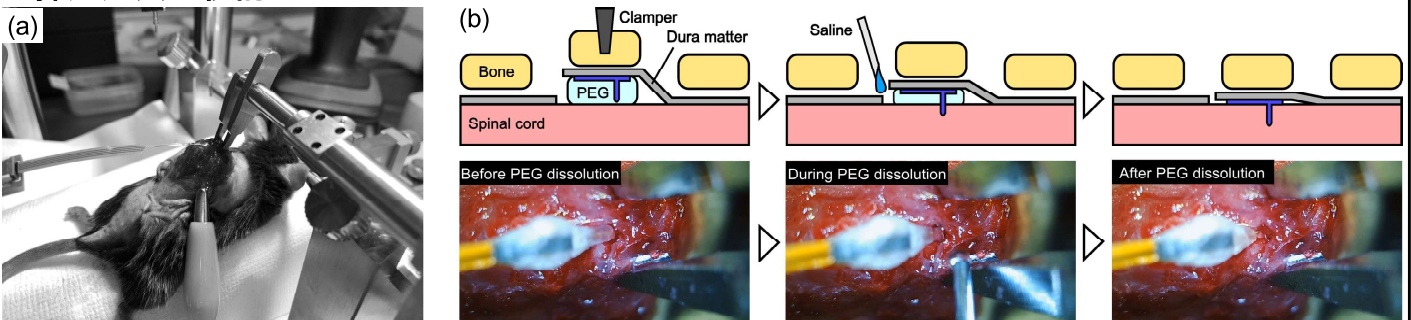 (a)
(b)
Clamper
Dura matter
Bone
PEG
Spinal cord
Saline
Before PEG dissolution
During PEG dissolution
After PEG dissolution